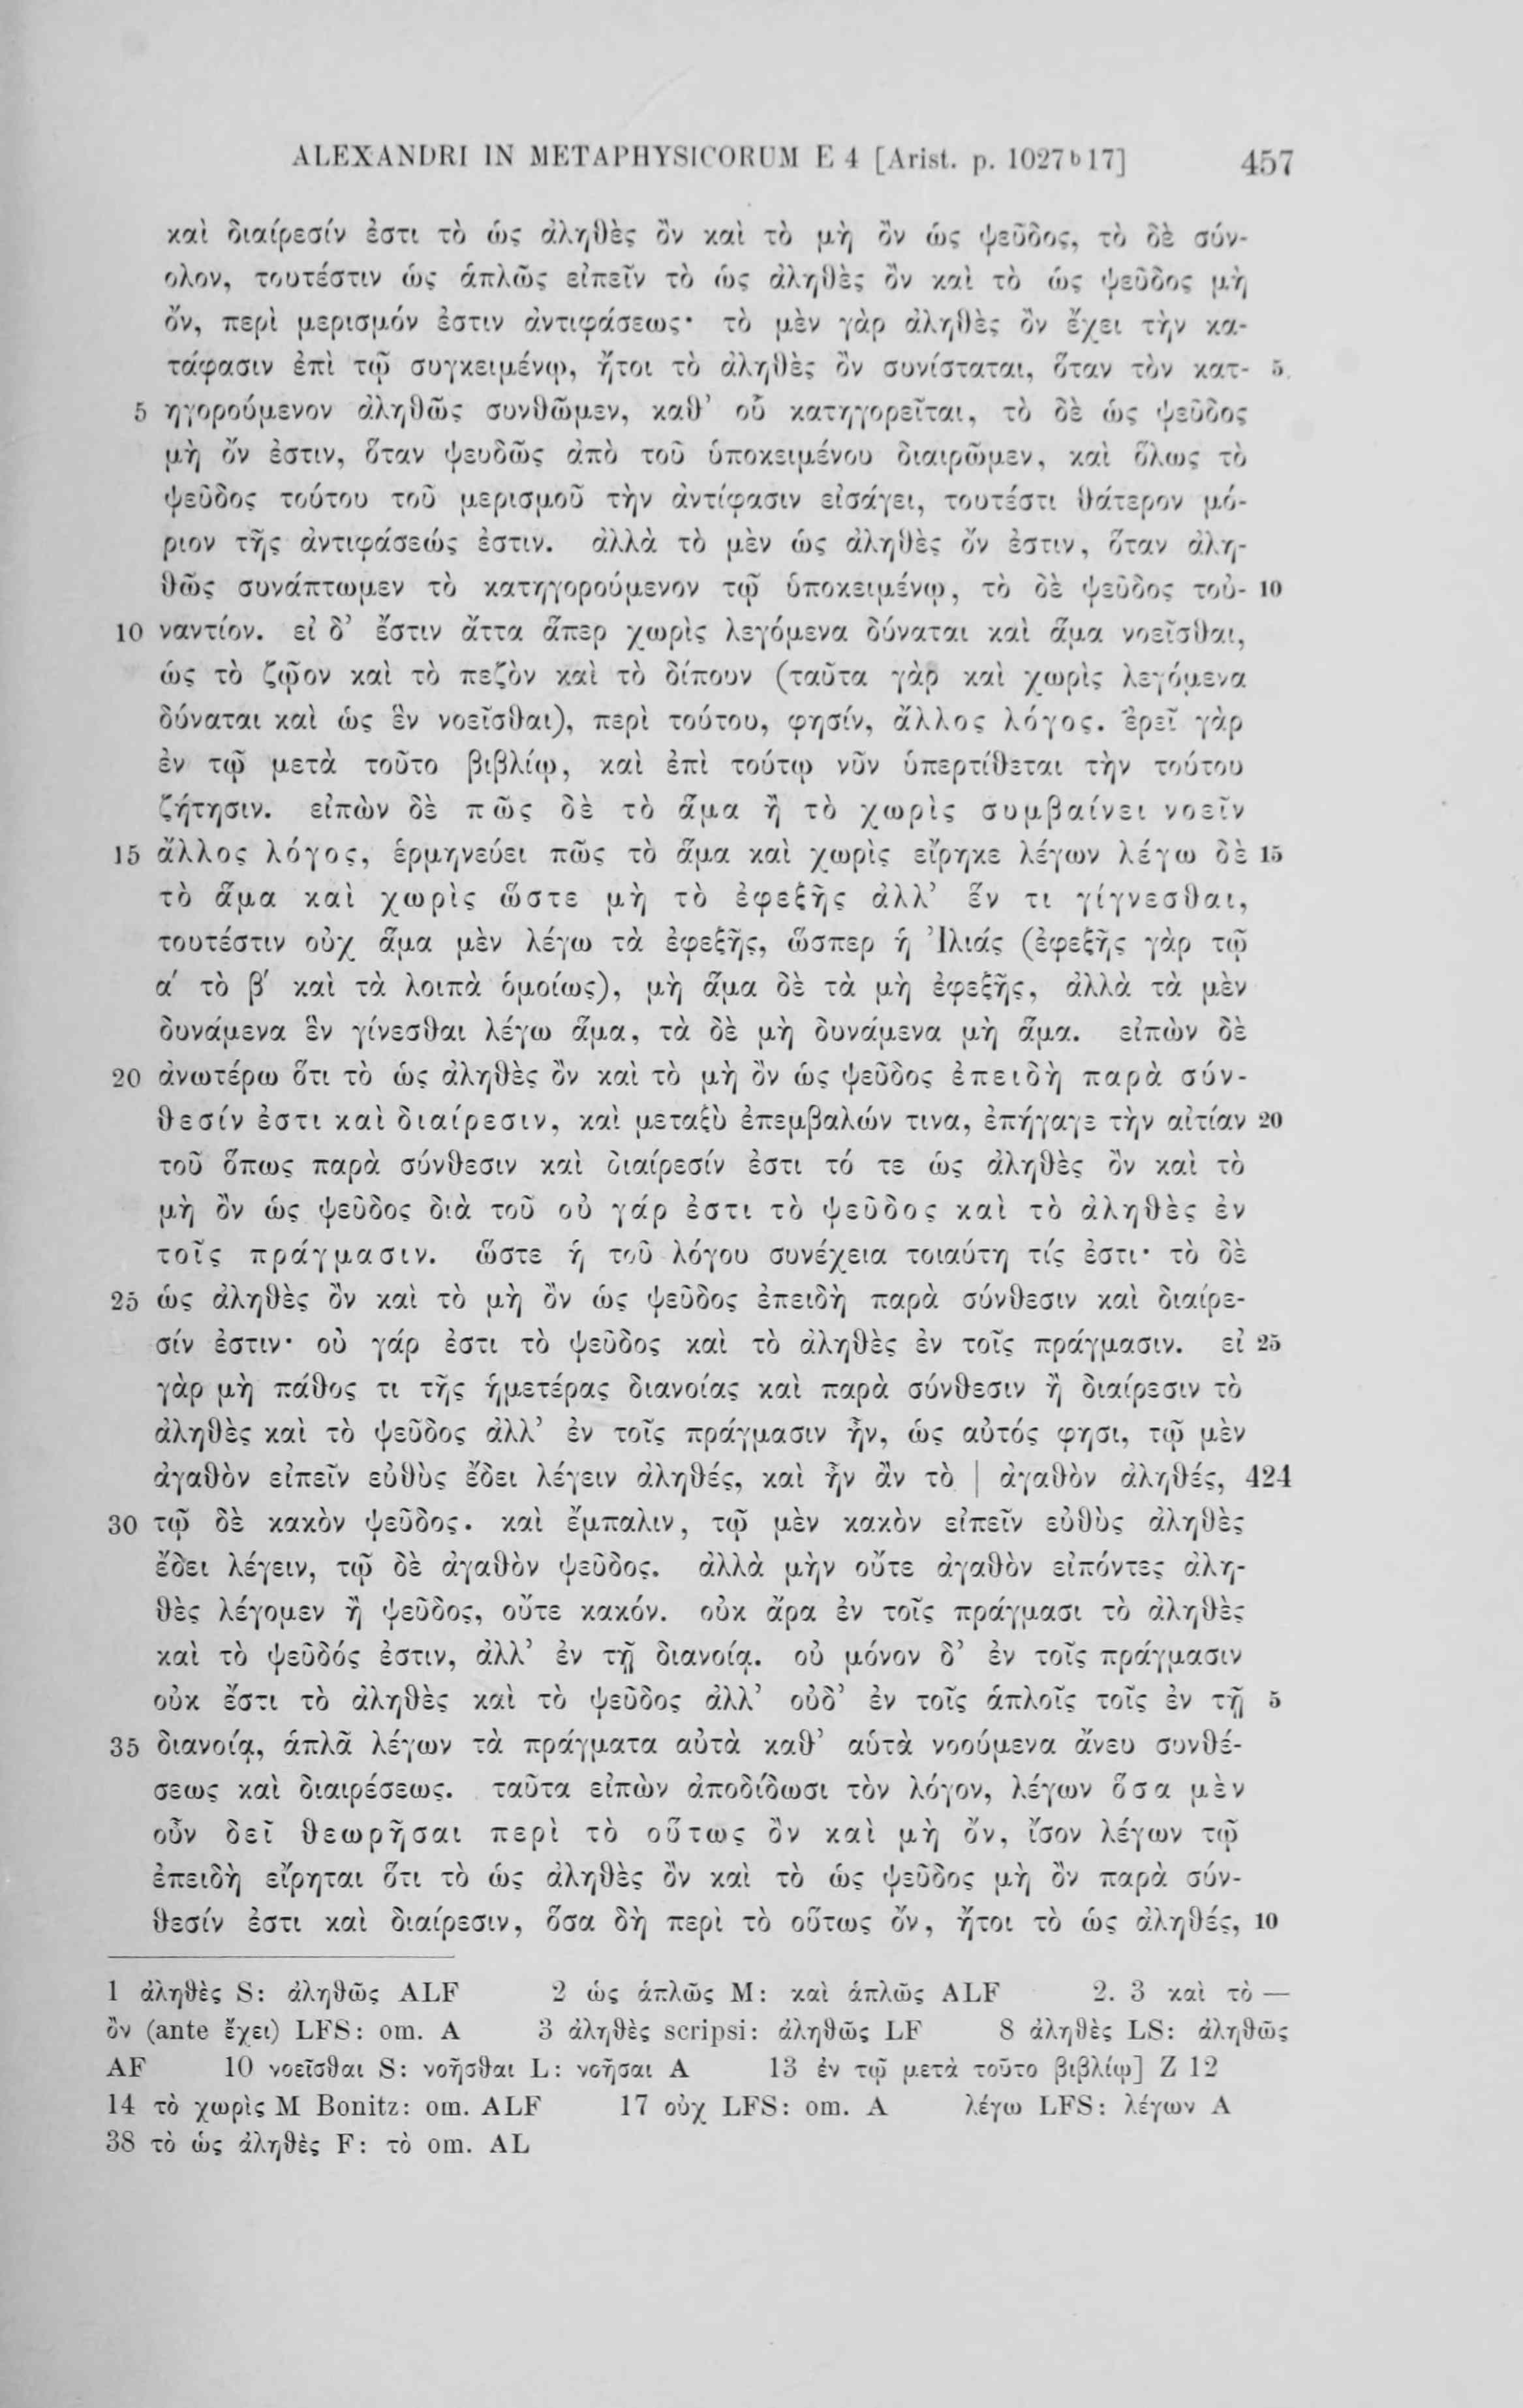 ALEXANDRI IN METAPHYSICORUM E 4 [Arist. p. 1027b17] 457
καὶ διαίρεσίν ἐστι τὸ ὡς ἀληθὲς ὂν καὶ τὸ μὴ ὂν ὡς ψεῦδος, τὸ δὲ σύν-
ολον, τουτέστιν ὡς ἁπλῶς εἰπεῖν τὸ ὡς ἀληθὲς ὂν καὶ τὸ ὡς ψεῦδος μὴ
ὄν, περὶ μερισμόν ἐστιν ἀντιφάσεως· τὸ μὲν γὰρ ἀληθὲς ὂν ἔχει τὴν κα-
τάφασιν ἐπὶ τῷ συγκειμένῳ, ἤτοι τὸ ἀληθὲς ὂν συνίσταται, ὅταν τὸν κατ- 5
5 ηγορούμενον ἀληθῶς συνθῶμεν, καθ’ οὗ κατηγορεῖται, τὸ δὲ ὡς ψεῦδος
μὴ ὄν ἐστιν, ὅταν ψευδῶς ἀπὸ τοῦ ὑποκειμένου διαιρῶμεν, καὶ ὅλως τὸ
ψεῦδος τούτου τοῦ μερισμοῦ τὴν ἀντίφασιν εἰσάγει, τουτέστι θάτερον μό-
ριον τῆς ἀντιφάσεώς ἐστιν. ἀλλὰ τὸ μὲν ὡς ἀληθὲς ὄν ἐστιν, ὅταν ἀλη-
θῶς συνάπτωμεν τὸ κατηγορούμενον τῷ ὑποκειμένῳ, τὸ δὲ ψεῦδος τοὐ- 10
10 ναντίον. εἰ δ’ ἔστιν ἄττα ἅπερ χωρὶς λεγόμενα δύναται καὶ ἅμα νοεῖσθαι,
ὡς τὸ ζῷον καὶ τὸ πεζὸν καὶ τὸ δίπουν (ταῦτα γὰρ καὶ χωρὶς λεγόμενα
δύναται καὶ ὡς ἓν νοεῖσθαι), περὶ τούτου, φησίν, ἄλλος λόγος. ἐρεῖ γὰρ
ἐν τῷ μετὰ τοῦτο βιβλίῳ, καὶ ἐπὶ τούτῳ νῦν ὑπερτίθεται τὴν τούτου
ζήτησιν. εἰπὼν δὲ πῶς δὲ τὸ ἅμα ἢ τὸ χωρὶς συμβαίνει νοεῖν
15 ἄλλος λόγος, ἑρμηνεύει πῶς τὸ ἅμα καὶ χωρὶς εἴρηκε λέγων λέγω δὲ 15
τὸ ἅμα καὶ χωρὶς ὥστε μὴ τὸ ἐφεξῆς ἀλλ’ ἕν τι γίγνεσθαι,
τουτέστιν οὐχ ἅμα μὲν λέγω τὰ ἐφεξῆς, ὥσπερ ἡ Ἰλιάς (ἐφεξῆς γὰρ τῷ
α′ τὸ β′ καὶ τὰ λοιπὰ ὁμοίως), μὴ ἅμα δὲ τὰ μὴ ἐφεξῆς, ἀλλὰ τὰ μὲν
δυνάμενα ἓν γίνεσθαι λέγω ἅμα, τὰ δὲ μὴ δυνάμενα μὴ ἅμα. εἰπὼν δὲ
20 ἀνωτέρω ὅτι τὸ ὡς ἀληθὲς ὂν καὶ τὸ μὴ ὂν ὡς ψεῦδος ἐπειδὴ παρὰ σύν-
θεσίν ἐστι καὶ διαίρεσιν, καὶ μεταξὺ ἐπεμβαλών τινα, ἐπήγαγε τὴν αἰτίαν 20
τοῦ ὅπως παρὰ σύνθεσιν καὶ διαίρεσίν ἐστι τό τε ὡς ἀληθὲς ὂν καὶ τὸ
μὴ ὂν ὡς ψεῦδος διὰ τοῦ οὐ γάρ ἐστι τὸ ψεῦδος καὶ τὸ ἀληθὲς ἐν
τοῖς πράγμασιν. ὥστε ἡ τοῦ λόγου συνέχεια τοιαύτη τίς ἐστι· τὸ δὲ
25 ὡς ἀληθὲς ὂν καὶ τὸ μὴ ὂν ὡς ψεῦδος ἐπειδὴ παρὰ σύνθεσιν καὶ διαίρε-
σίν ἐστιν· οὐ γάρ ἐστι τὸ ψεῦδος καὶ τὸ ἀληθὲς ἐν τοῖς πράγμασιν. εἰ 25
γὰρ μὴ πάθος τι τῆς ἡμετέρας διανοίας καὶ παρὰ σύνθεσιν ἢ διαίρεσιν τὸ
ἀληθὲς καὶ τὸ ψεῦδος ἀλλ’ ἐν τοῖς πράγμασιν ἦν, ὡς αὐτός φησι, τῷ μὲν
ἀγαθὸν εἰπεῖν εὐθὺς ἔδει λέγειν ἀληθές, καὶ ἦν ἂν τὸ | ἀγαθὸν ἀληθές, 424
30 τῷ δὲ κακὸν ψεῦδος. καὶ ἔμπαλιν, τῷ μὲν κακὸν εἰπεῖν εὐθὺς ἀληθὲς
ἔδει λέγειν, τῷ δὲ ἀγαθὸν ψεῦδος. ἀλλὰ μὴν οὔτε ἀγαθὸν εἰπόντες ἀλη-
θὲς λέγομεν ἢ ψεῦδος, οὔτε κακόν. οὐκ ἄρα ἐν τοῖς πράγμασι τὸ ἀληθὲς
καὶ τὸ ψεῦδός ἐστιν, ἀλλ’ ἐν τῇ διανοίᾳ. οὐ μόνον δ’ ἐν τοῖς πράγμασιν
οὐκ ἔστι τὸ ἀληθὲς καὶ τὸ ψεῦδος ἀλλ’ οὐδ’ ἐν τοῖς ἁπλοῖς τοῖς ἐν τῇ 5
35 διανοίᾳ, ἁπλᾶ λέγων τὰ πράγματα αὐτὰ καθ’ αὑτὰ νοούμενα ἄνευ συνθέ-
σεως καὶ διαιρέσεως. ταῦτα εἰπὼν ἀποδίδωσι τὸν λόγον, λέγων ὅσα μὲν
οὖν δεῖ θεωρῆσαι περὶ τὸ οὕτως ὂν καὶ μὴ ὄν, ἴσον λέγων τῷ
ἐπειδὴ εἴρηται ὅτι τὸ ὡς ἀληθὲς ὂν καὶ τὸ ὡς ψεῦδος μὴ ὂν παρὰ σύν-
θεσίν ἐστι καὶ διαίρεσιν, ὅσα δὴ περὶ τὸ οὕτως ὄν, ἤτοι τὸ ὡς ἀληθές, 10
1 ἀληθὲς S: ἀληθῶς ALF 2 ὡς ἁπλῶς M: καὶ ἁπλῶς ALF 2. 3 καὶ τὸ —
ὂν (ante ἔχει) LFS: om. A 3 ἀληθὲς scripsi: ἀληθῶς LF 8 ἀληθὲς LS: ἀληθῶς
AF 10 νοεῖσθαι S: νοῆσθαι L: νοῆσαι A 13 ἐν τῷ μετὰ τοῦτο βιβλίῳ] Z 12
14 τὸ χωρὶς M Bonitz: om. ALF 17 οὐχ LFS: om. A λέγω LFS: λέγων A
38 τὸ ὡς ἀληθὲς F: τὸ om. AL